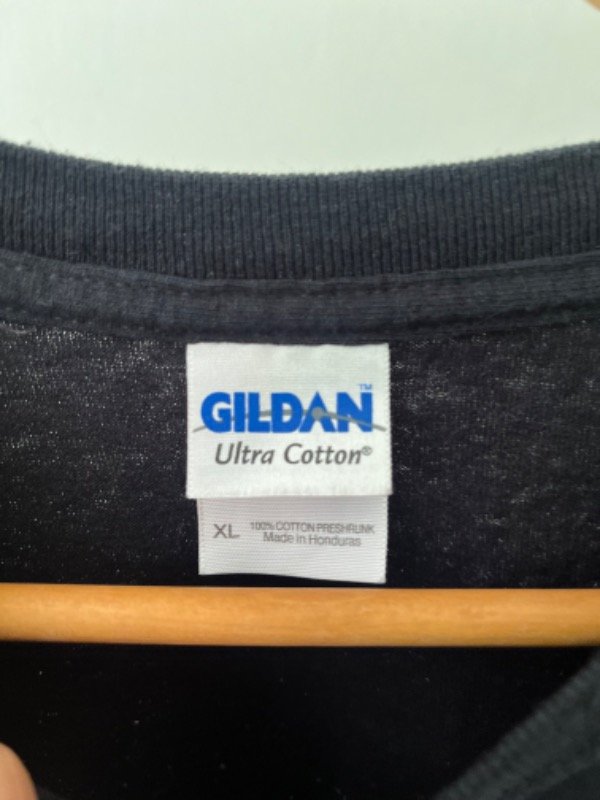 GILDAN™
Ultra Cotton®
XL
100% COTTON PRESHRUNK
Made in Honduras